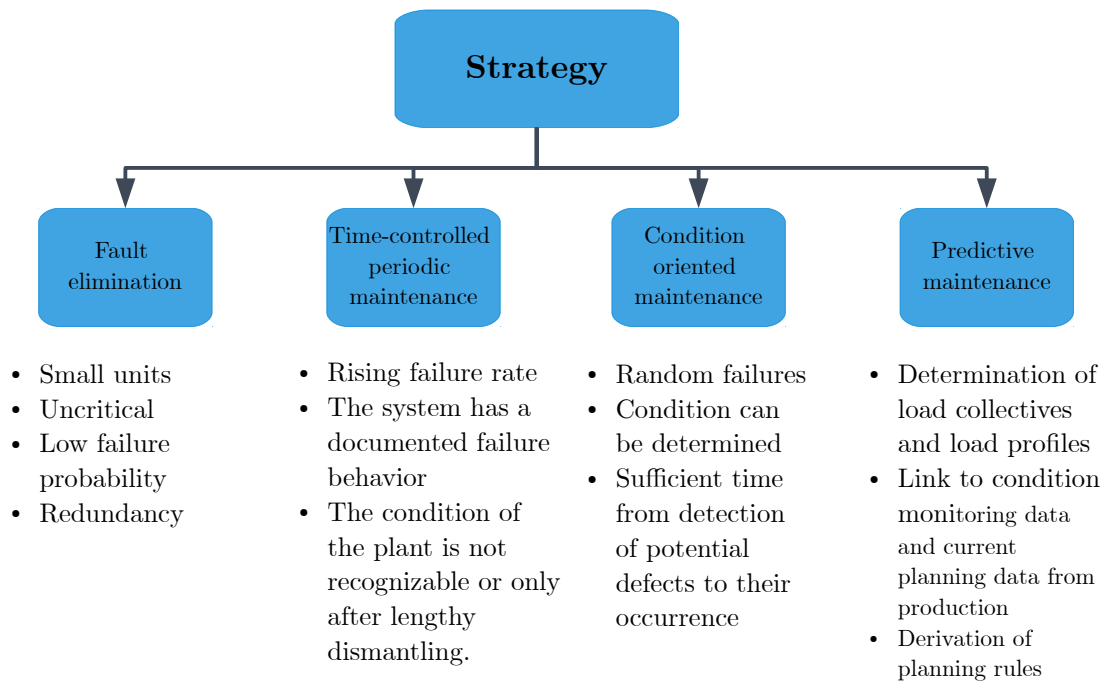 Strategy
Fault
elimination
Time-controlled
periodic
maintenance
Condition
oriented
maintenance
Predictive
maintenance
• Small units
• Uncritical
• Low failure
probability
• Redundancy
• Rising failure rate
• The system has a
documented failure
behavior
• The condition of
the plant is not
recognizable or only
after lengthy
dismantling.
• Random failures
• Condition can
be determined
• Sufficient time
from detection
of potential
defects to their
occurrence
• Determination of
load collectives
and load profiles
• Link to condition
monitoring data
and current
planning data from
production
• Derivation of
planning rules